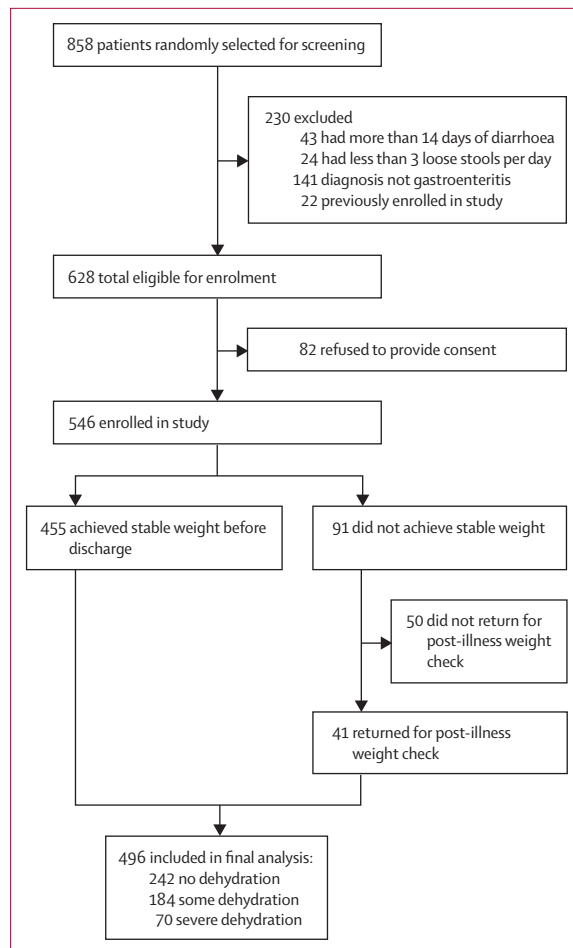 858 patients randomly selected for screening
230 excluded
43 had more than 14 days of diarrhoea
24 had less than 3 loose stools per day
141 diagnosis not gastroenteritis
22 previously enrolled in study
628 total eligible for enrolment
82 refused to provide consent
546 enrolled in study
455 achieved stable weight before
discharge
91 did not achieve stable weight
50 did not return for
post-illness weight
check
41 returned for post-illness
weight check
496 included in final analysis:
242 no dehydration
184 some dehydration
70 severe dehydration